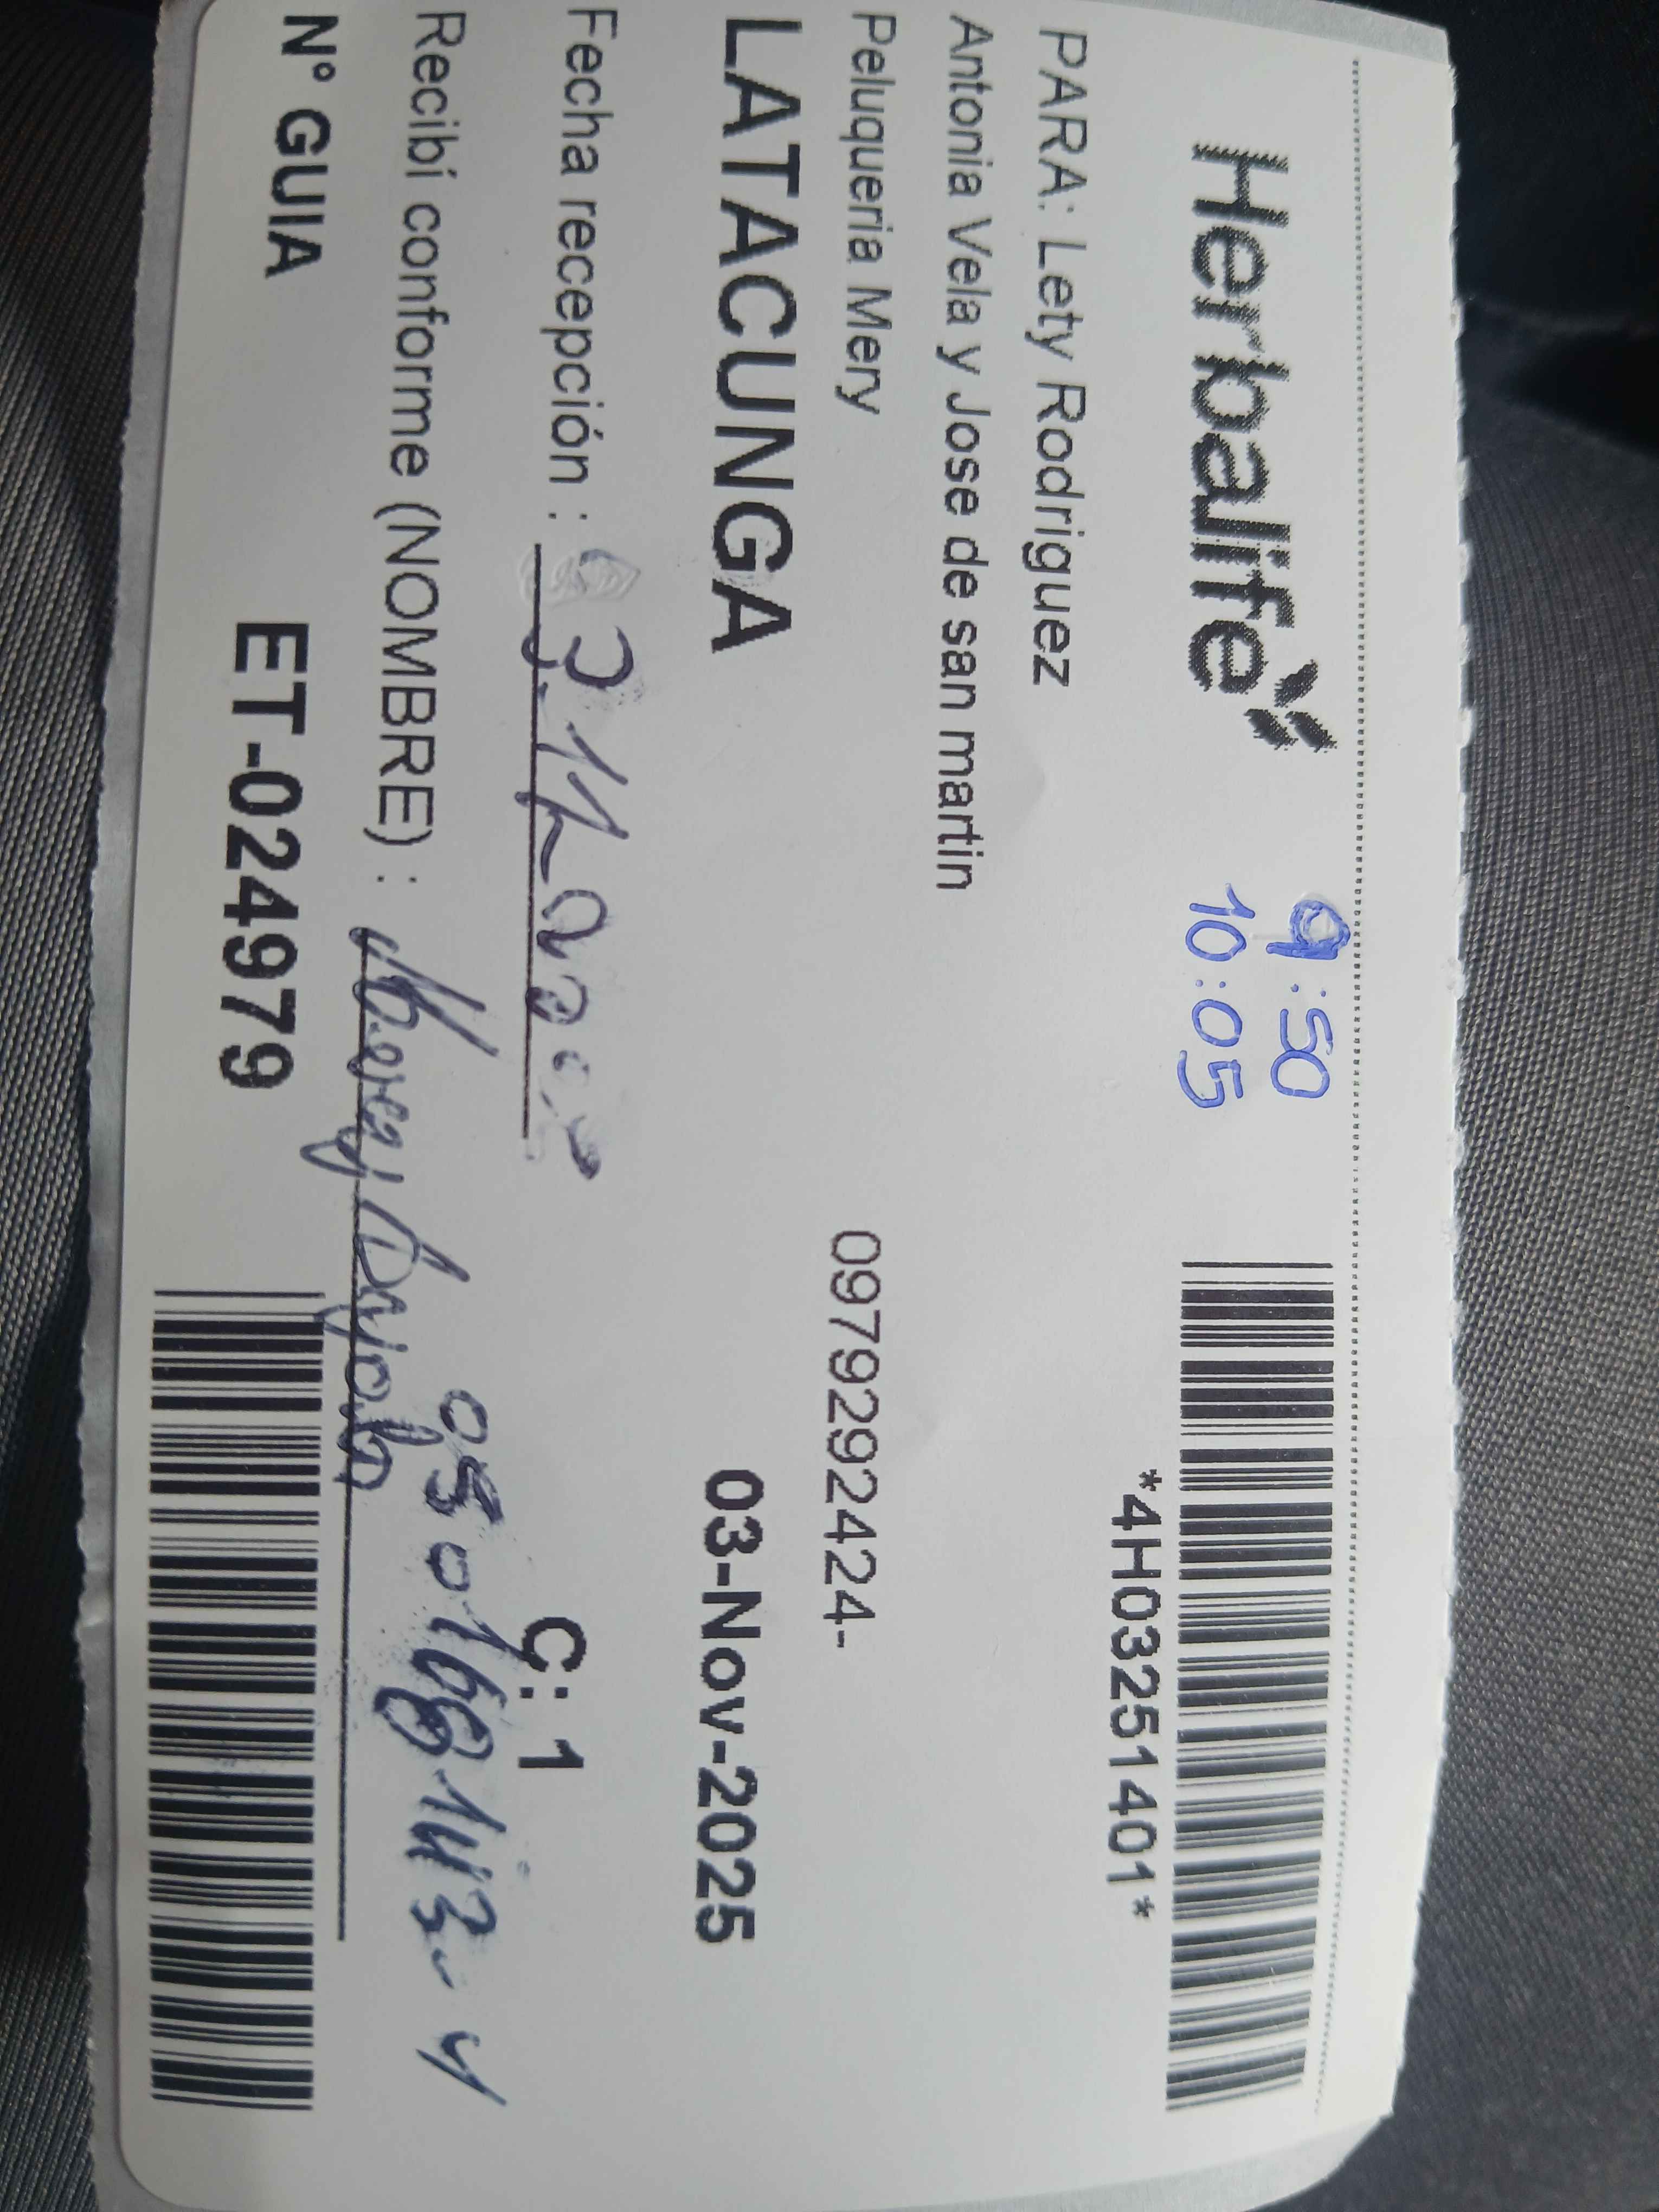 Herbalife
9:50
10:05
*4H03251401*
PARA: Lety Rodriguez
Antonia Vela y Jose de san martin
Peluqueria Mery
0979292424-
LATACUNGA
03-Nov-2025
Fecha recepción :
C: 1
Recibí conforme (NOMBRE) :
N° GUIA
ET-024979